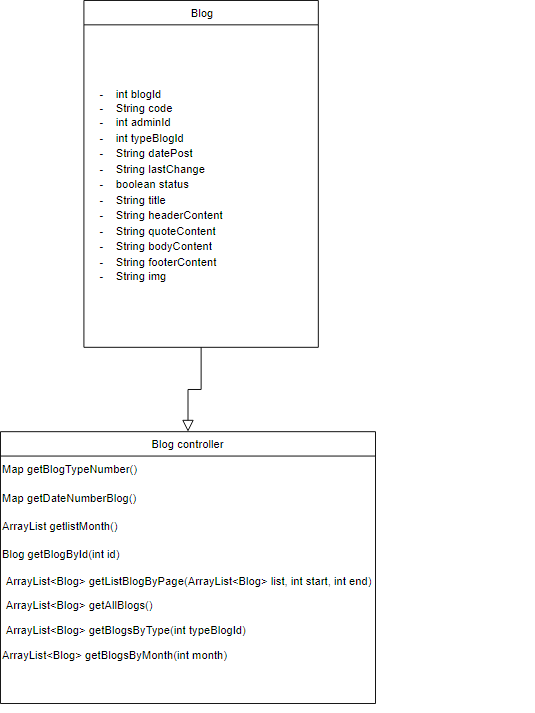 Blog
- int blogId
- String code
- int adminId
- int typeBlogId
- String datePost
- String lastChange
- boolean status
- String title
- String headerContent
- String quoteContent
- String bodyContent
- String footerContent
- String img
Blog controller
Map getBlogTypeNumber()
Map getDateNumberBlog()
ArrayList getlistMonth()
Blog getBlogById(int id)
ArrayList<Blog> getListBlogByPage(ArrayList<Blog> list, int start, int end)
ArrayList<Blog> getAllBlogs()
ArrayList<Blog> getBlogsByType(int typeBlogId)
ArrayList<Blog> getBlogsByMonth(int month)